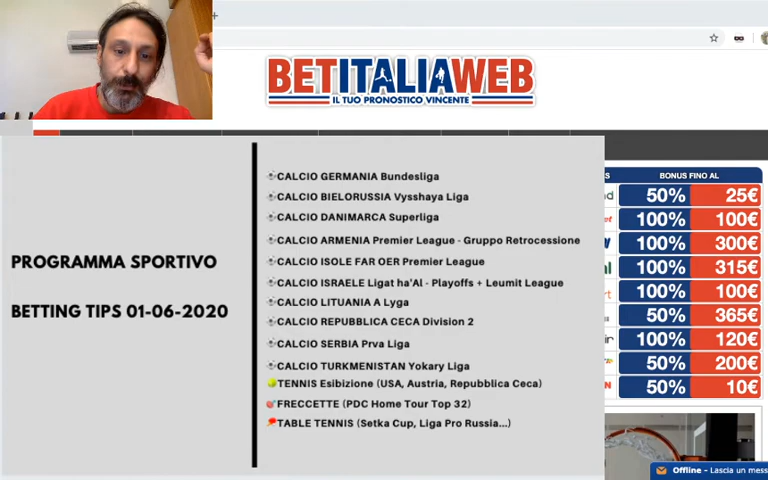 BETITALIAWEB
IL TUO PRONOSTICO VINCENTE
PROGRAMMA SPORTIVO
BETTING TIPS 01-06-2020
CALCIO GERMANIA Bundesliga
CALCIO BIELORUSSIA Vysshaya Liga
CALCIO DANIMARCA Superliga
CALCIO ARMENIA Premier League - Gruppo Retrocessione
CALCIO ISOLE FAR OER Premier League
CALCIO ISRAELE Ligat ha'Al - Playoffs + Leumit League
CALCIO LITUANIA A Lyga
CALCIO REPUBBLICA CECA Division 2
CALCIO SERBIA Prva Liga
CALCIO TURKMENISTAN Yokary Liga
TENNIS Esibizione (USA, Austria, Repubblica Ceca)
FRECCETTE (PDC Home Tour Top 32)
TABLE TENNIS (Setka Cup, Liga Pro Russia...)
BONUS FINO AL
50% 25€
100% 100€
100% 300€
100% 315€
100% 100€
50% 365€
100% 120€
50% 200€
50% 10€
Offline - Lascia un mess